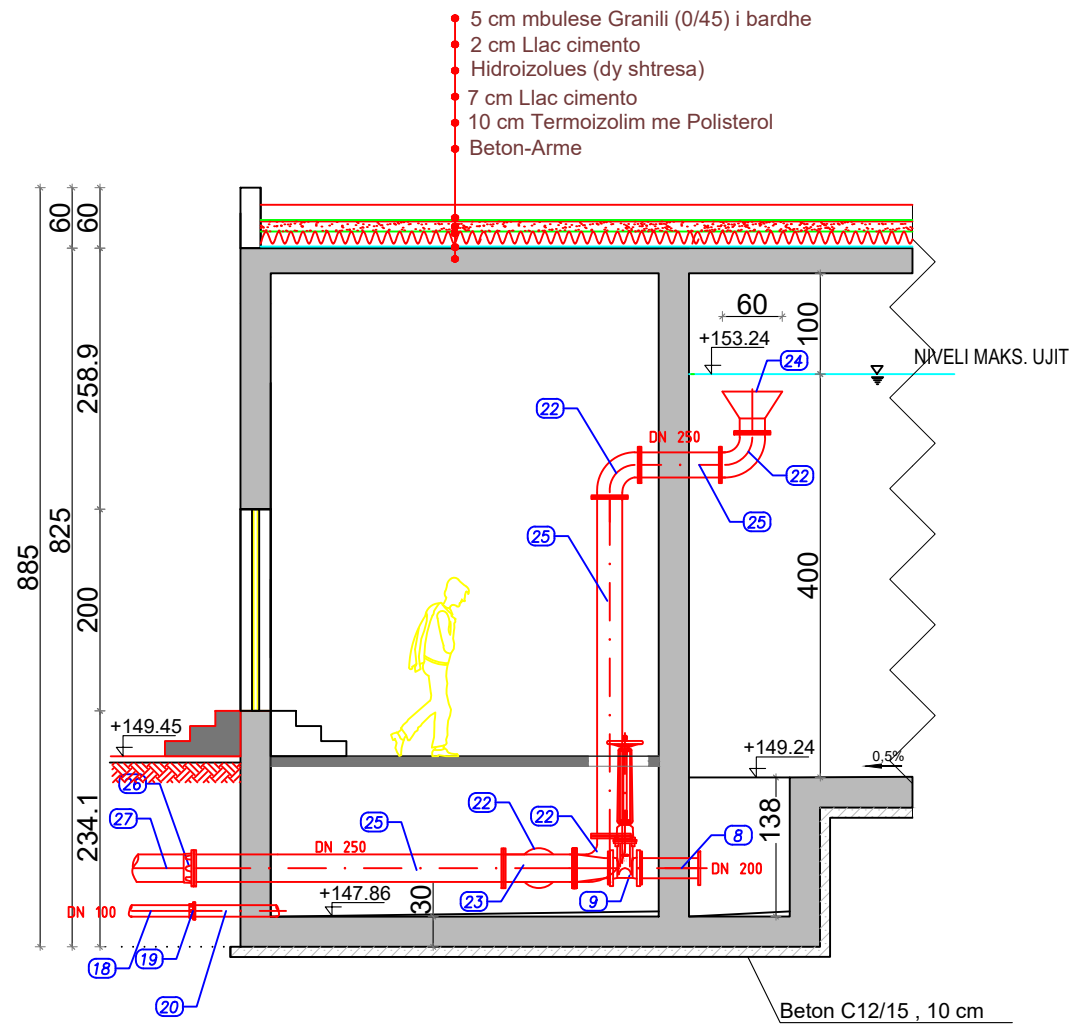 5 cm mbulese Granili (0/45) i bardhe
2 cm Llac cimento
Hidroizolues (dy shtresa)
7 cm Llac cimento
10 cm Termoizolim me Polisterol
Beton-Arme
60
60
60
100
+153.24
NIVELI MAKS. UJIT
24
258.9
22
DN 250
22
25
825
25
885
400
200
+149.45
+149.24
0,5%
26
27
234.1
25
22
22
138
8
DN 250
DN 200
23
9
+147.86
30
DN 100
18
19
20
Beton C12/15 , 10 cm